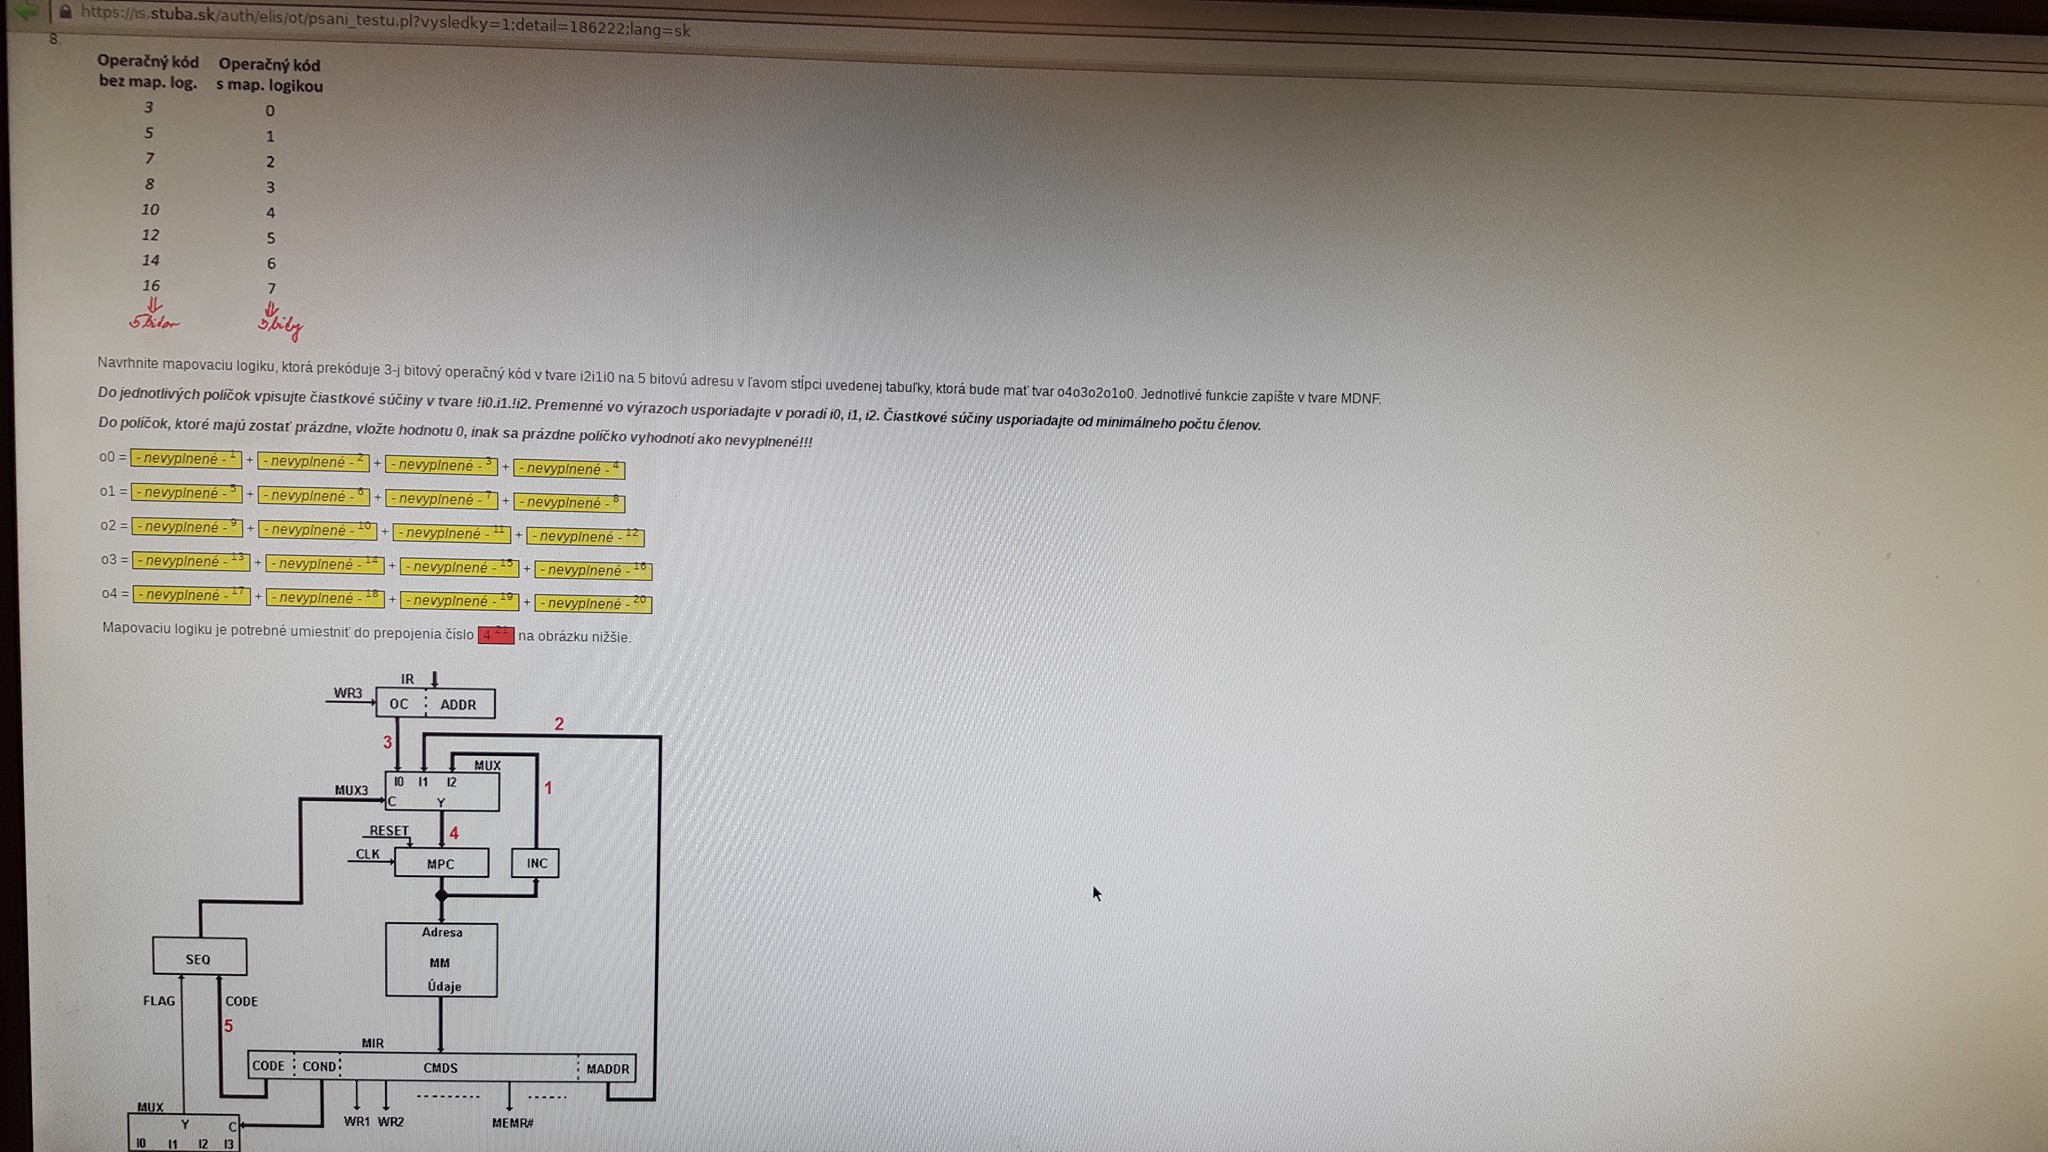 https://is.stuba.sk/auth/elis/ot/psani_testu.pl?vysledky=1;detail=186222;lang=sk
8.
Operačný kód Operačný kód
bez map. log. s map. logikou
3 0
5 1
7 2
8 3
10 4
12 5
14 6
16 7
5 bitov 3 bity
Navrhnite mapovaciu logiku, ktorá prekóduje 3-j bitový operačný kód v tvare i2i1i0 na 5 bitovú adresu v ľavom stĺpci uvedenej tabuľky, ktorá bude mať tvar o4o3o2o1o0. Jednotlivé funkcie zapíšte v tvare MDNF.
Do jednotlivých políčok vpisujte čiastkové súčiny v tvare !i0.i1.!i2. Premenné vo výrazoch usporiadajte v poradí i0, i1, i2. Čiastkové súčiny usporiadajte od minimálneho počtu členov.
Do políčok, ktoré majú zostať prázdne, vložte hodnotu 0, inak sa prázdne políčko vyhodnotí ako nevyplnené!!!
o0 = - nevyplnené - 1 + - nevyplnené - 2 + - nevyplnené - 3 + - nevyplnené - 4
o1 = - nevyplnené - 5 + - nevyplnené - 6 + - nevyplnené - 7 + - nevyplnené - 8
o2 = - nevyplnené - 9 + - nevyplnené - 10 + - nevyplnené - 11 + - nevyplnené - 12
o3 = - nevyplnené - 13 + - nevyplnené - 14 + - nevyplnené - 15 + - nevyplnené - 16
o4 = - nevyplnené - 17 + - nevyplnené - 18 + - nevyplnené - 19 + - nevyplnené - 20
Mapovaciu logiku je potrebné umiestniť do prepojenia číslo 4 21 na obrázku nižšie.
IR
WR3 OC ADDR
2
3
MUX
I0 I1 I2
MUX3 C Y
1
RESET 4
CLK MPC INC
Adresa
MM
Údaje
SEQ
FLAG CODE
5
MIR
CODE COND CMDS MADDR
WR1 WR2 MEMR#
MUX
Y C
I0 I1 I2 I3